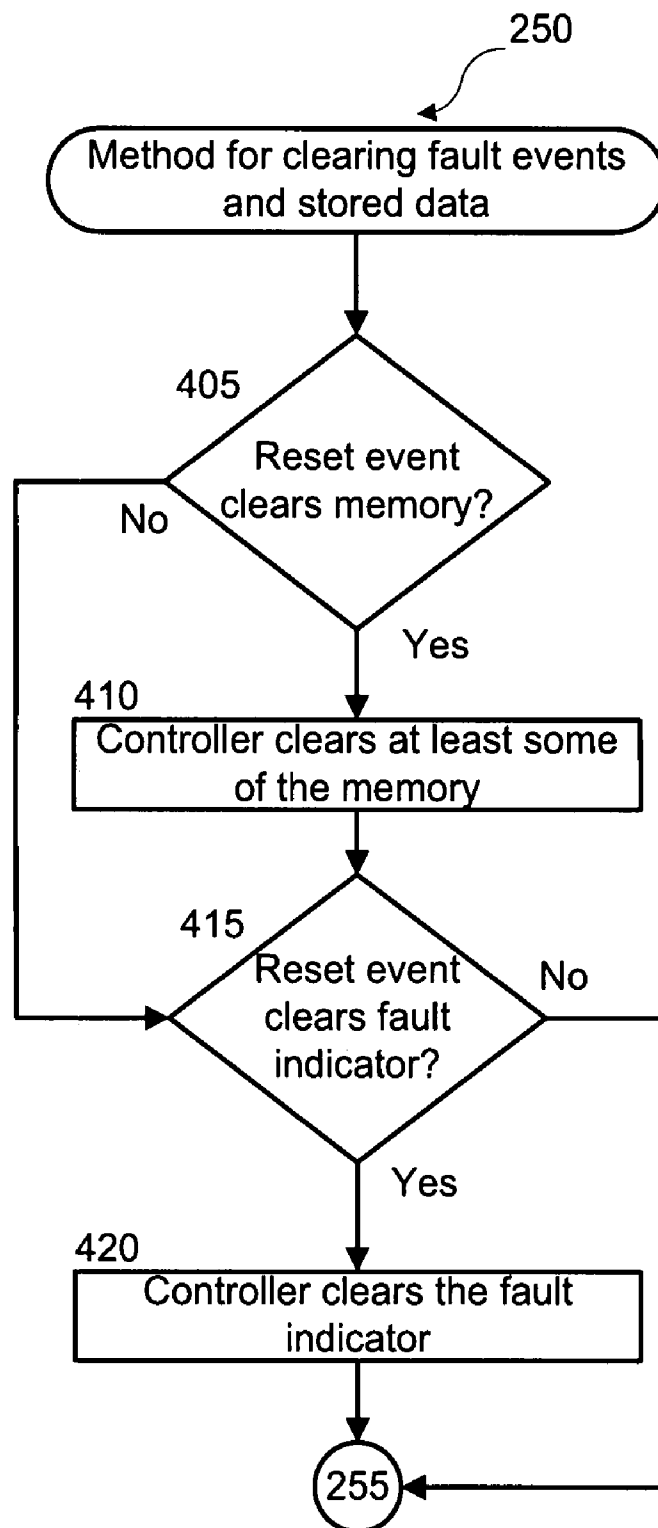 250
Method for clearing fault events
and stored data
405
Reset event
clears memory?
No
Yes
410
Controller clears at least some
of the memory
415
Reset event
clears fault
indicator?
No
Yes
420
Controller clears the fault
indicator
255